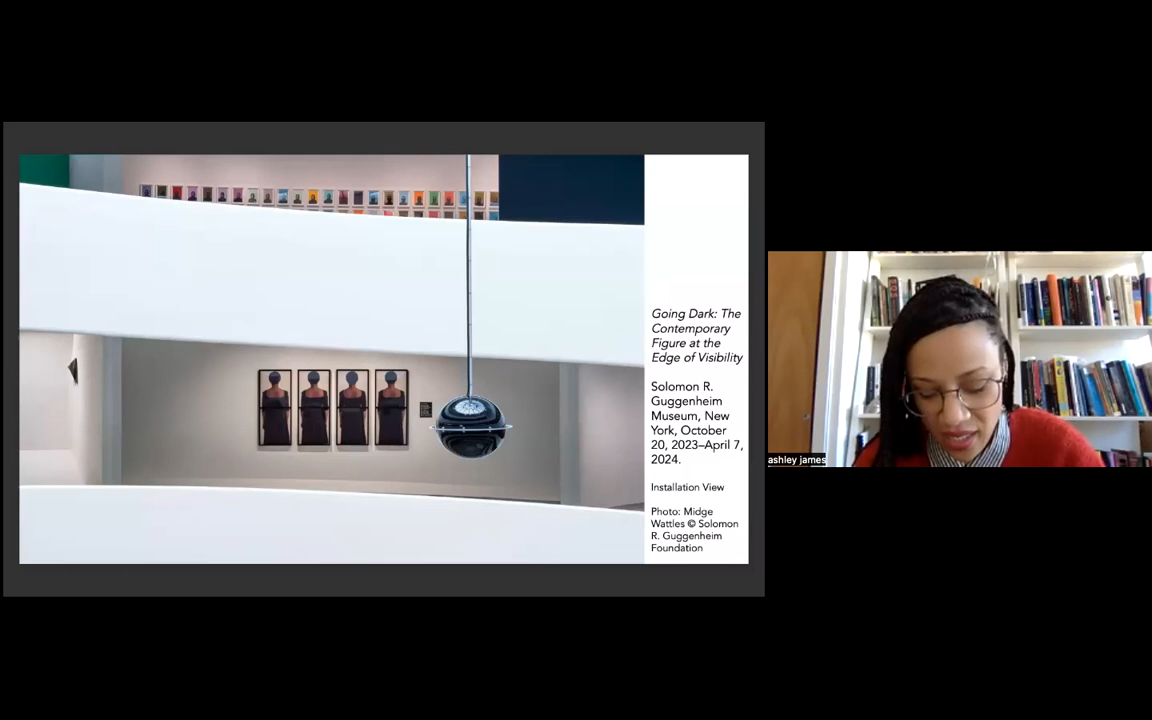 Going Dark: The
Contemporary
Figure at the
Edge of Visibility
Solomon R.
Guggenheim
Museum, New
York, October
20, 2023–April 7,
2024.
Installation View
Photo: Midge
Wattles © Solomon
R. Guggenheim
Foundation
ashley james